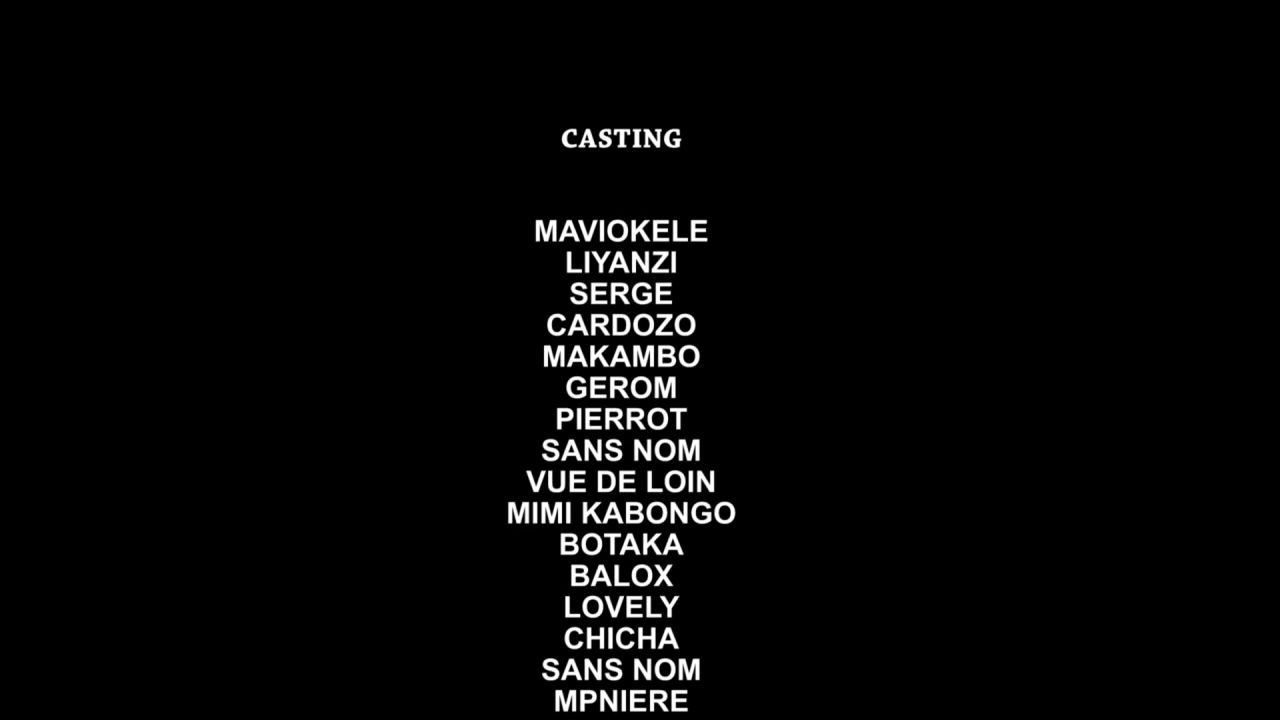 CASTING
MAVIOKELE
LIYANZI
SERGE
CARDOZO
MAKAMBO
GEROM
PIERROT
SANS NOM
VUE DE LOIN
MIMI KABONGO
BOTAKA
BALOX
LOVELY
CHICHA
SANS NOM
MPNIERE